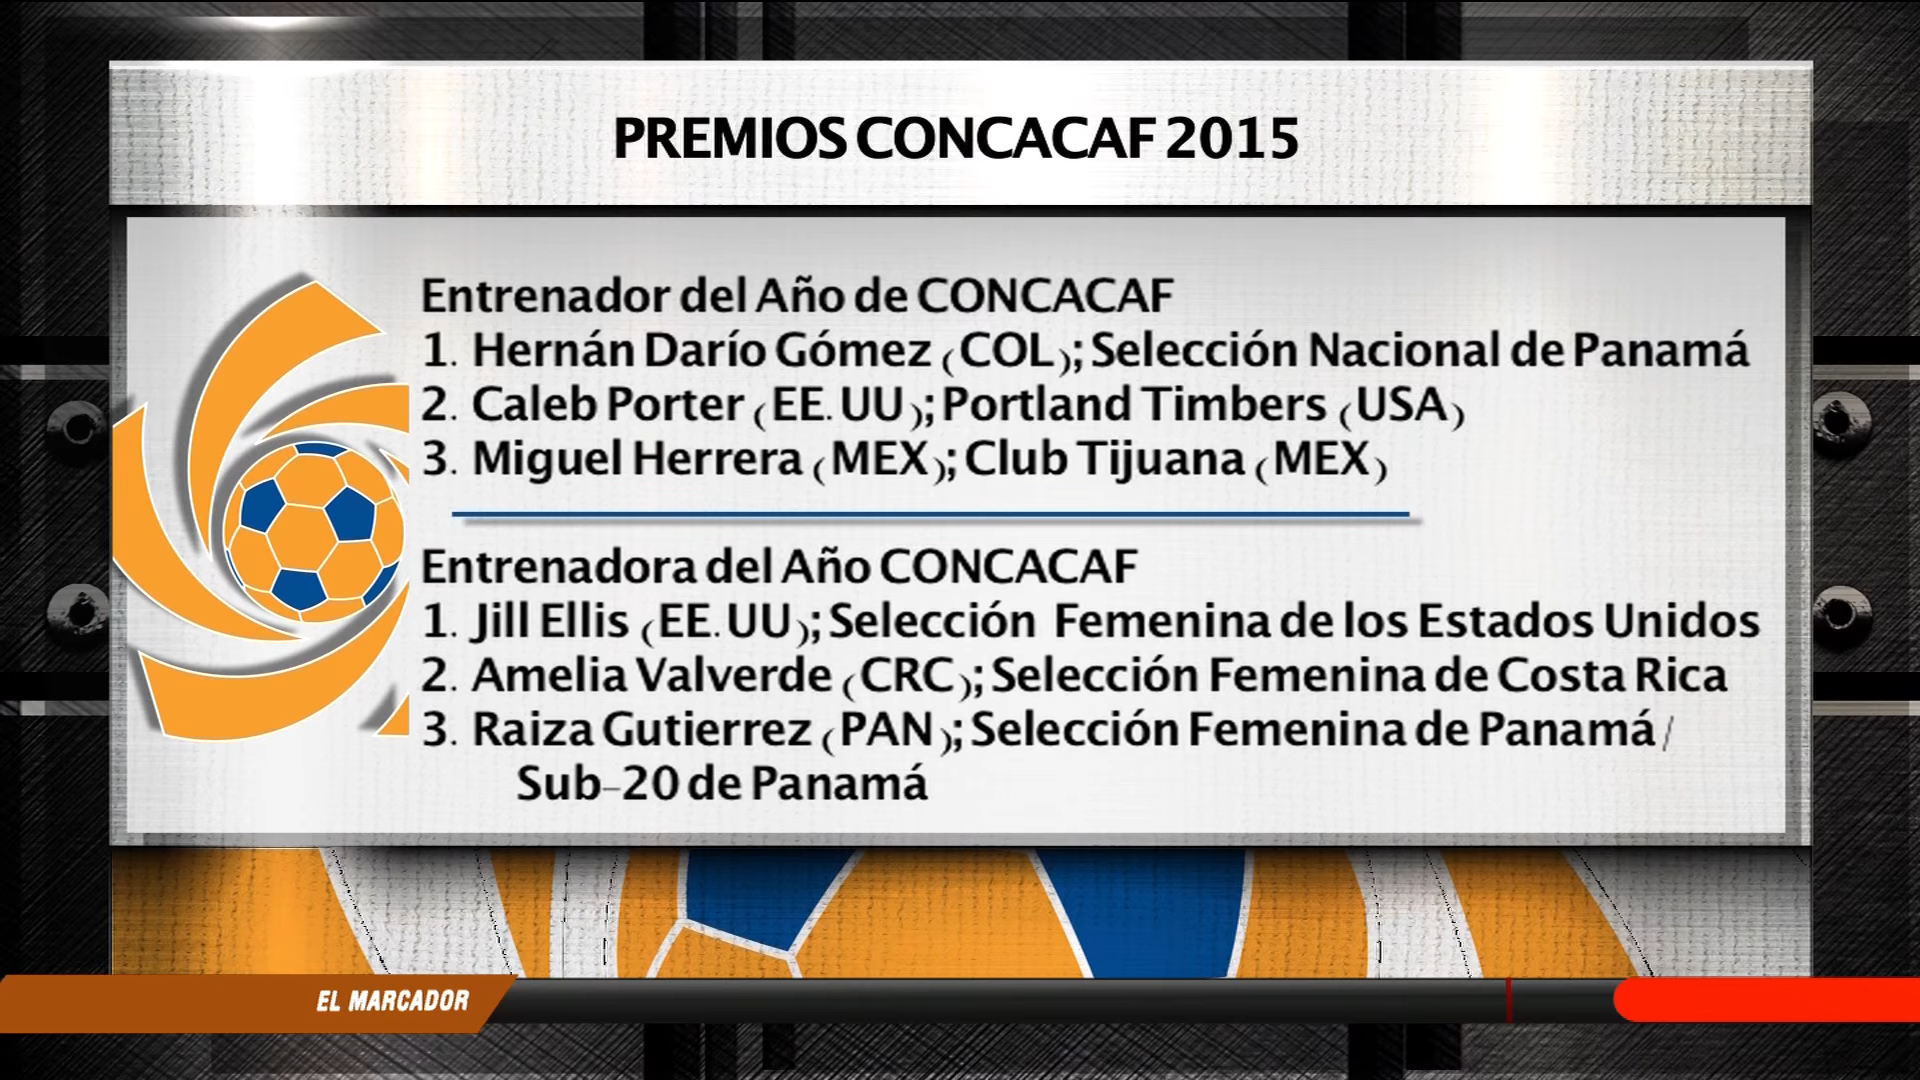 PREMIOS CONCACAF 2015
Entrenador del Año de CONCACAF
1. Hernán Darío Gómez (COL); Selección Nacional de Panamá
2. Caleb Porter (EE.UU); Portland Timbers (USA)
3. Miguel Herrera (MEX); Club Tijuana (MEX)
Entrenadora del Año CONCACAF
1. Jill Ellis (EE.UU); Selección Femenina de los Estados Unidos
2. Amelia Valverde (CRC); Selección Femenina de Costa Rica
3. Raiza Gutierrez (PAN); Selección Femenina de Panamá/
Sub-20 de Panamá
EL MARCADOR